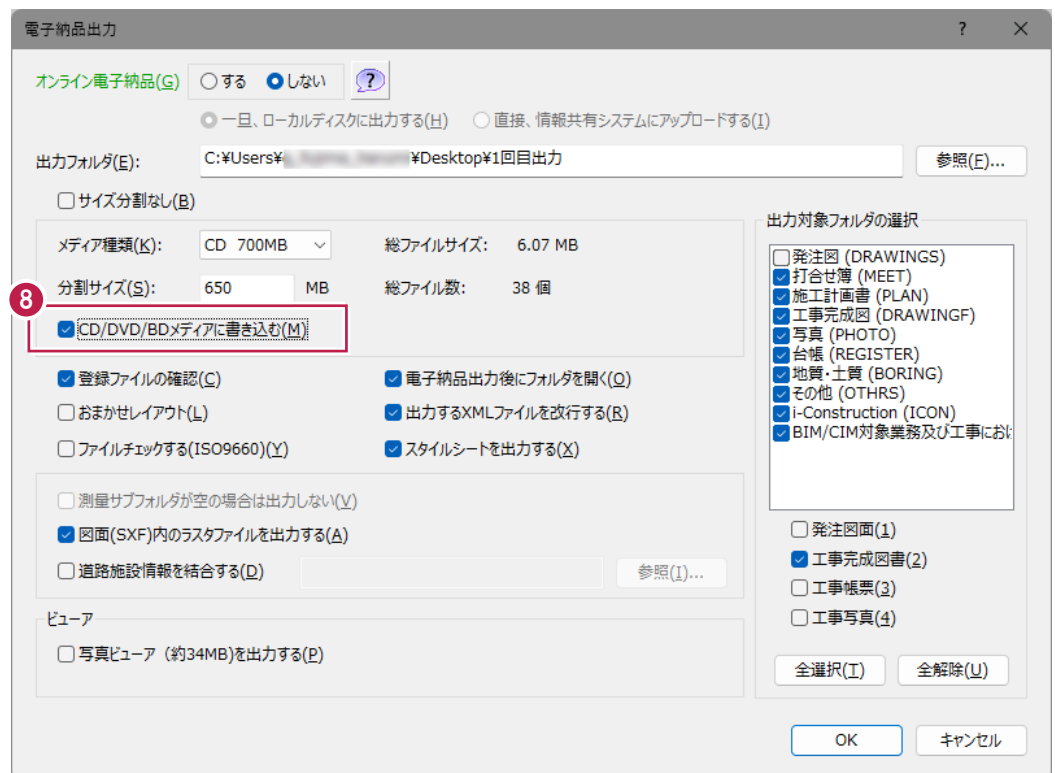 電子納品出力
オンライン電子納品(G) する しない ?
一旦、ローカルディスクに出力する(H) 直接、情報共有システムにアップロードする(I)
出力フォルダ(E): C:¥Users¥ ¥Desktop¥1回目出力 参照(F)...
サイズ分割なし(B)
メディア種類(K): CD 700MB 総ファイルサイズ: 6.07 MB
分割サイズ(S): 650 MB 総ファイル数: 38 個
8
CD/DVD/BDメディアに書き込む(M)
登録ファイルの確認(C) 電子納品出力後にフォルダを開く(O)
おまかせレイアウト(L) 出力するXMLファイルを改行する(R)
ファイルチェックする(ISO9660)(Y) スタイルシートを出力する(X)
測量サブフォルダが空の場合は出力しない(V)
図面(SXF)内のラスタファイルを出力する(A)
道路施設情報を結合する(D) 参照(I)...
ビューア
写真ビューア（約34MB)を出力する(P)
出力対象フォルダの選択
発注図 (DRAWINGS)
打合せ簿 (MEET)
施工計画書 (PLAN)
工事完成図 (DRAWINGF)
写真 (PHOTO)
台帳 (REGISTER)
地質・土質 (BORING)
その他 (OTHRS)
i-Construction (ICON)
BIM/CIM対象業務及び工事にお
発注図面(1)
工事完成図書(2)
工事帳票(3)
工事写真(4)
全選択(T) 全解除(U)
OK キャンセル